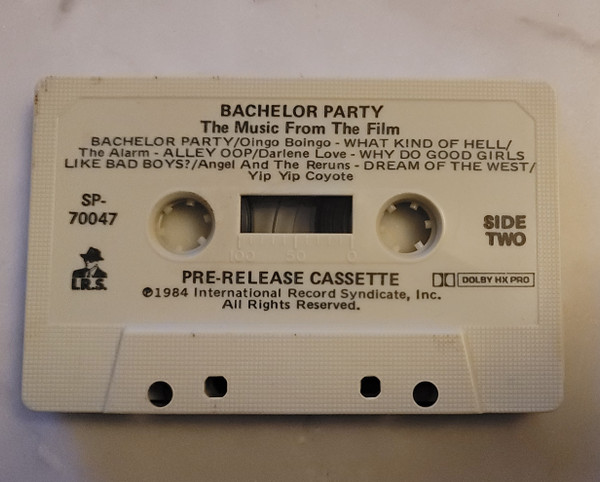 BACHELOR PARTY
The Music From The Film
BACHELOR PARTY/Oingo Boingo - WHAT KIND OF HELL/
The Alarm - ALLEY OOP/Darlene Love - WHY DO GOOD GIRLS
LIKE BAD BOYS?/Angel And The Reruns - DREAM OF THE WEST/
Yip Yip Coyote
SP-
70047
SIDE
TWO
100 50 0
I.R.S.
PRE-RELEASE CASSETTE
DOLBY HX PRO
℗1984 International Record Syndicate, Inc.
All Rights Reserved.